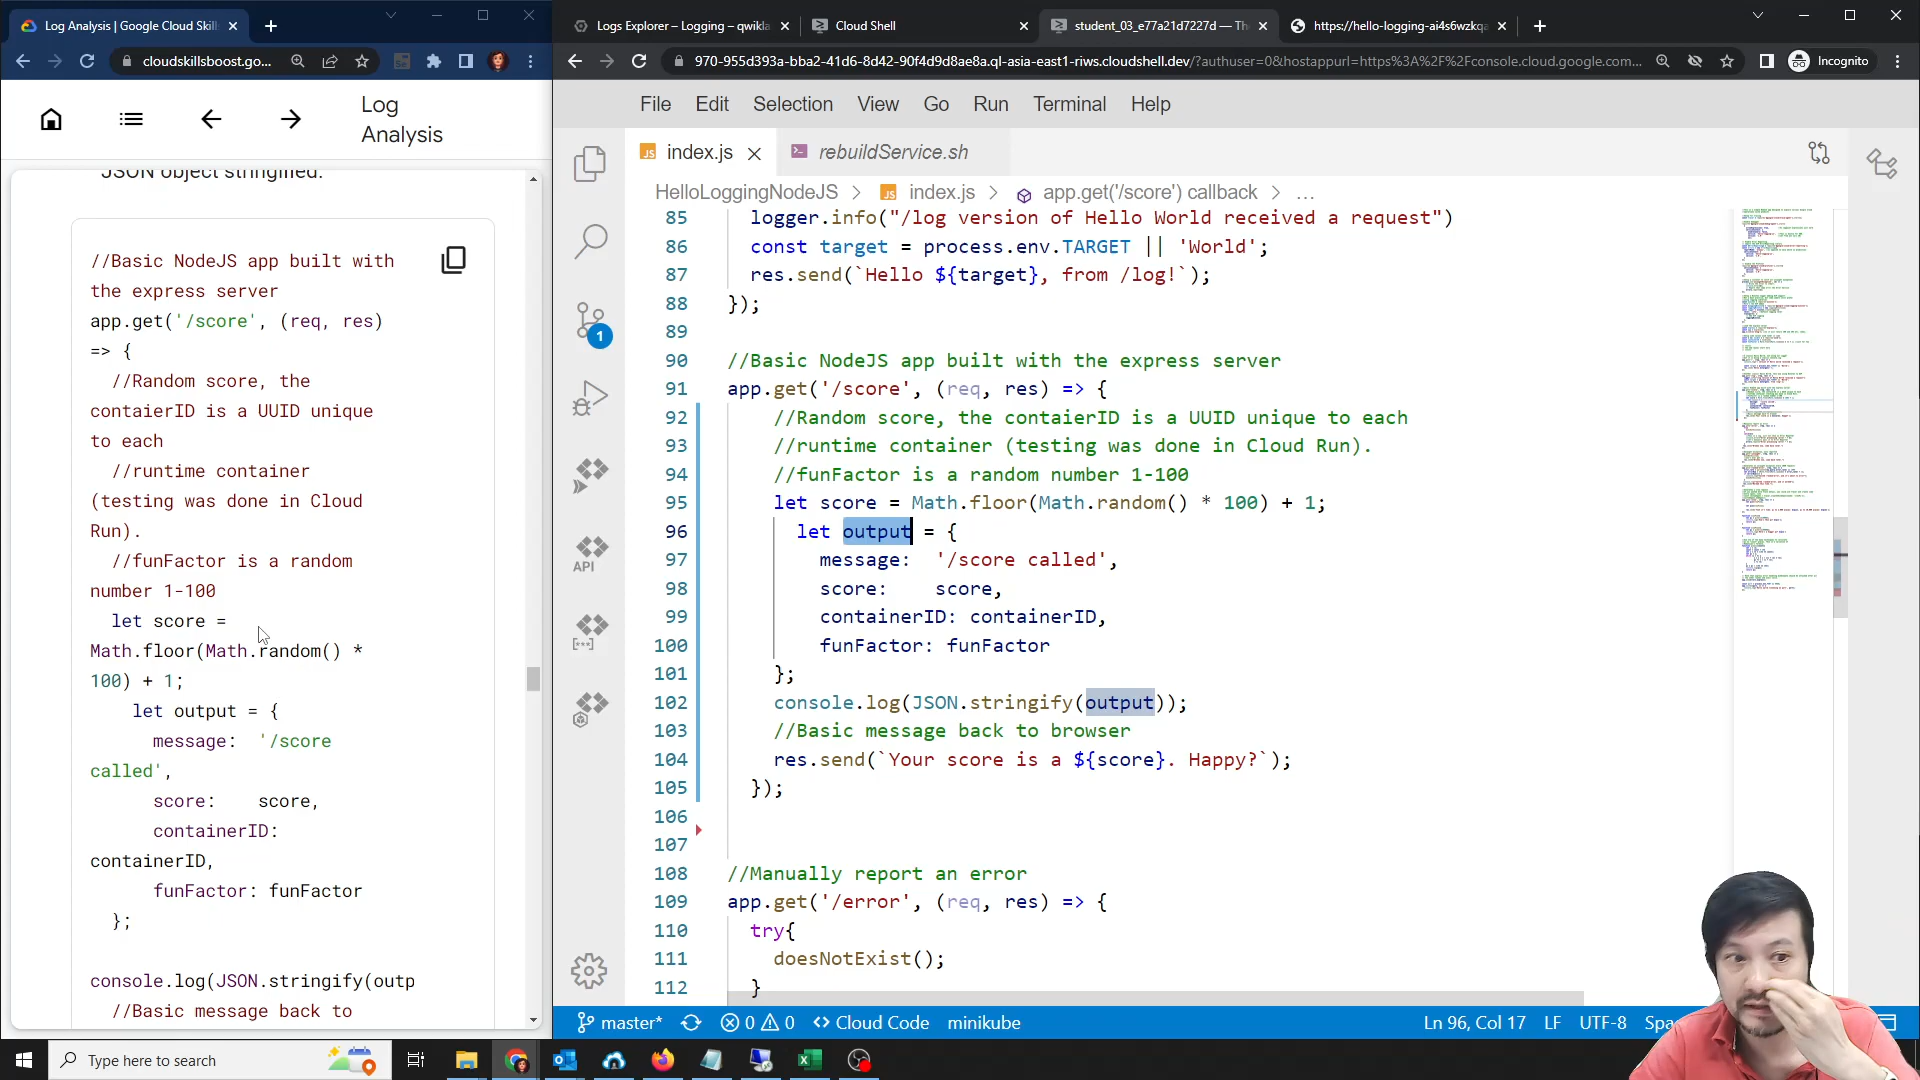 Log Analysis | Google Cloud Skill
cloudskillsboost.go...
Log
Analysis
JSON object stringified.
//Basic NodeJS app built with
the express server
app.get('/score', (req, res)
=> {
//Random score, the
contaierID is a UUID unique
to each
//runtime container
(testing was done in Cloud
Run).
//funFactor is a random
number 1-100
let score =
Math.floor(Math.random() *
100) + 1;
let output = {
message: '/score
called',
score: score,
containerID:
containerID,
funFactor: funFactor
};
console.log(JSON.stringify(outp
//Basic message back to
Logs Explorer – Logging – qwikla
Cloud Shell
student_03_e77a21d7227d — Th
https://hello-logging-ai4s6wzkqa
970-955d393a-bba2-41d6-8d42-90f4d9d8ae8a.ql-asia-east1-riws.cloudshell.dev/?authuser=0&hostappurl=https%3A%2F%2Fconsole.cloud.google.com...
Incognito
File Edit Selection View Go Run Terminal Help
JS index.js
rebuildService.sh
HelloLoggingNodeJS > JS index.js > app.get('/score') callback > ...
1
API
85 logger.info("/log version of Hello World received a request")
86 const target = process.env.TARGET || 'World';
87 res.send(`Hello ${target}, from /log!`);
88 });
89
90 //Basic NodeJS app built with the express server
91 app.get('/score', (req, res) => {
92 //Random score, the contaierID is a UUID unique to each
93 //runtime container (testing was done in Cloud Run).
94 //funFactor is a random number 1-100
95 let score = Math.floor(Math.random() * 100) + 1;
96 let output = {
97 message: '/score called',
98 score: score,
99 containerID: containerID,
100 funFactor: funFactor
101 };
102 console.log(JSON.stringify(output));
103 //Basic message back to browser
104 res.send(`Your score is a ${score}. Happy?`);
105 });
106
107
108 //Manually report an error
109 app.get('/error', (req, res) => {
110 try{
111 doesNotExist();
112 }
master* 0 0 Cloud Code minikube
Ln 96, Col 17 LF UTF-8 Spa
Type here to search